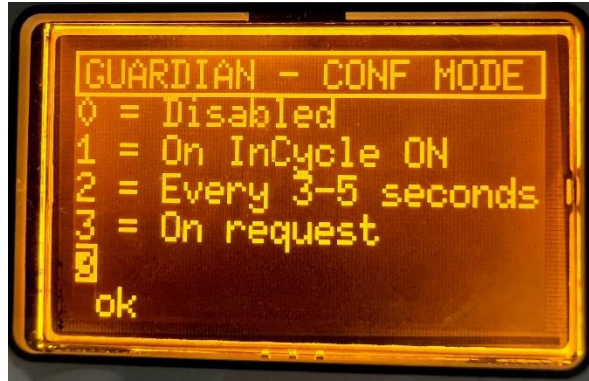 GUARDIAN - CONF MODE
0 = Disabled
1 = On InCycle ON
2 = Every 3-5 seconds
3 = On request
3
ok